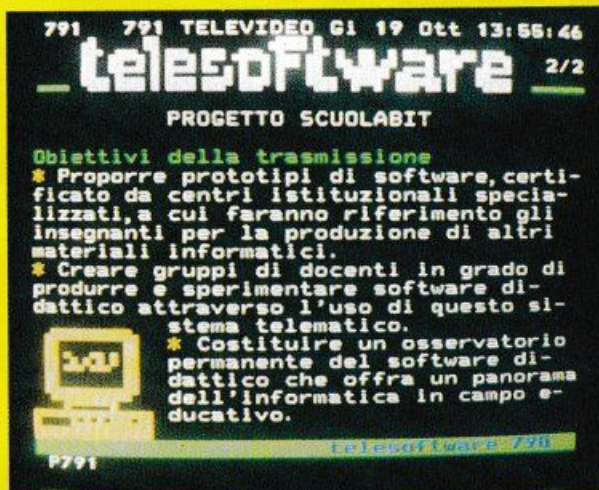 791 791 TELEVIDEO Gi 19 Ott 13:55:46
telesoftware 2/2
PROGETTO SCUOLABIT
Obiettivi della trasmissione
* Proporre prototipi di software, certi-
ficato da centri istituzionali specia-
lizzati, a cui faranno riferimento gli
insegnanti per la produzione di altri
materiali informatici.
* Creare gruppi di docenti in grado di
produrre e sperimentare software di-
dattico attraverso l'uso di questo si-
stema telematico.
* Costituire un osservatorio
permanente del software di-
dattico che offra un panorama
dell'informatica in campo e-
ducativo.
telesoftware 790
P791